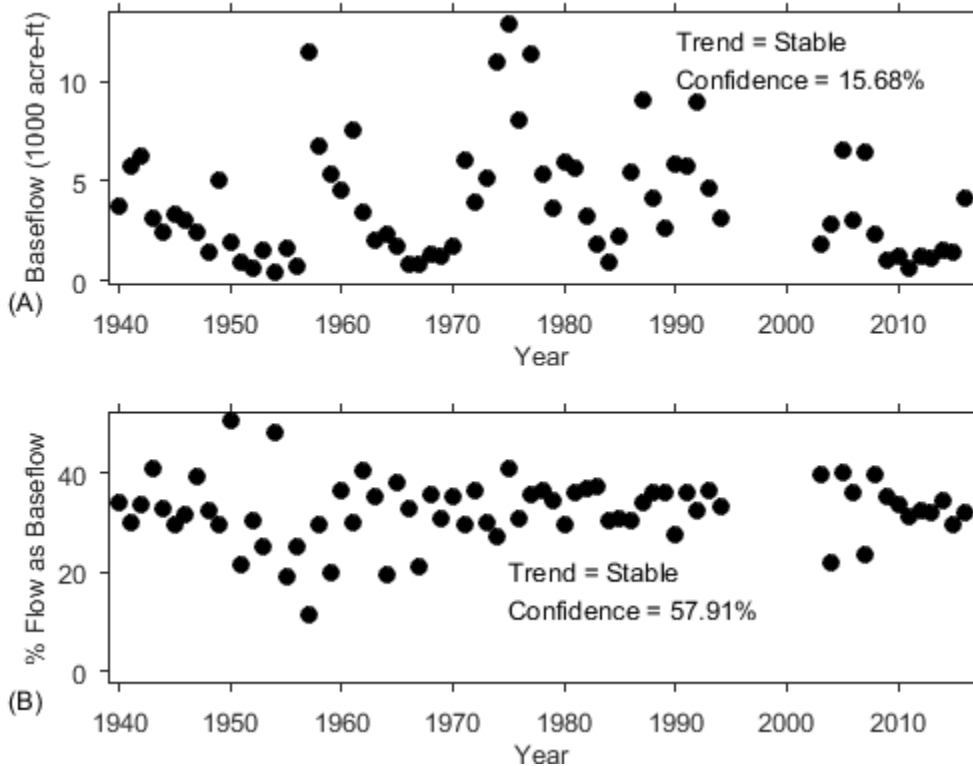 Baseflow (1000 acre-ft)
10
5
0
Trend = Stable
Confidence = 15.68%
(A)
1940 1950 1960 1970 1980 1990 2000 2010
Year
% Flow as Baseflow
40
20
0
Trend = Stable
Confidence = 57.91%
(B)
1940 1950 1960 1970 1980 1990 2000 2010
Year